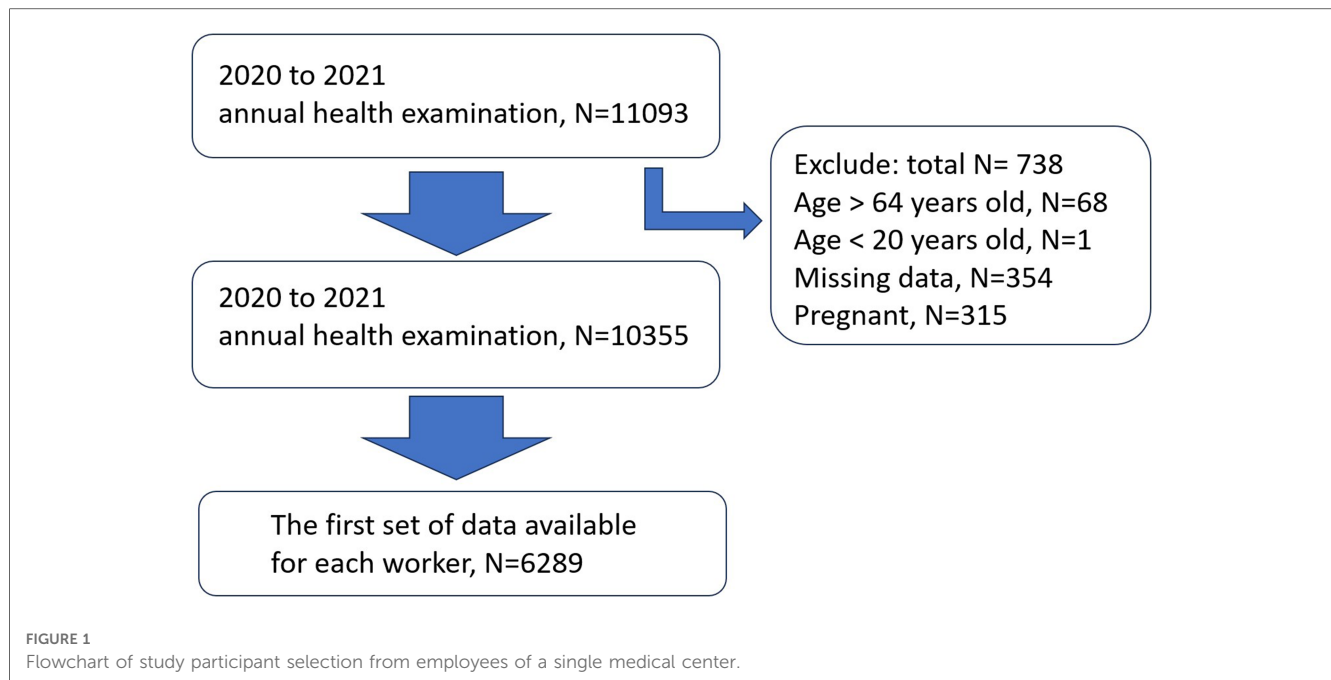 2020 to 2021
annual health examination, N=11093
Exclude: total N= 738
Age > 64 years old, N=68
Age < 20 years old, N=1
Missing data, N=354
Pregnant, N=315
2020 to 2021
annual health examination, N=10355
The first set of data available
for each worker, N=6289
FIGURE 1
Flowchart of study participant selection from employees of a single medical center.